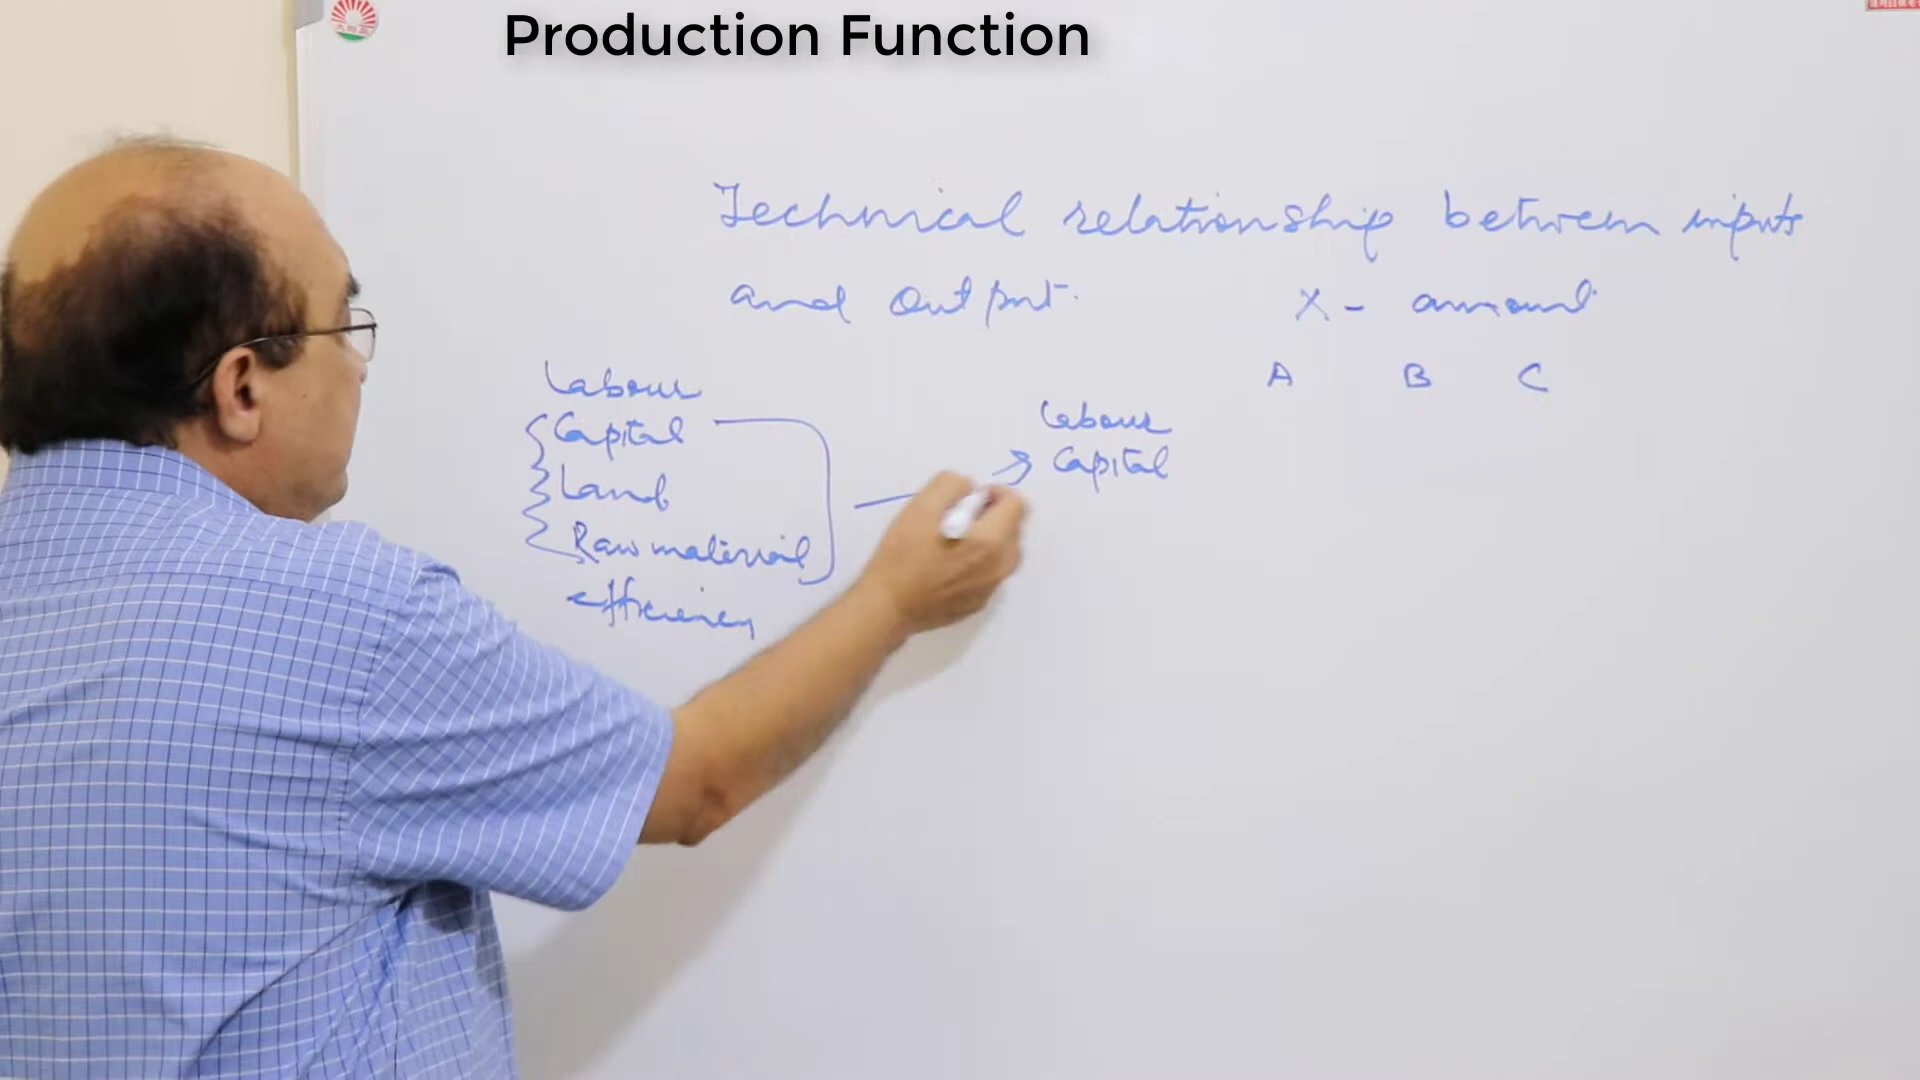 Production Function
Technical relationship between inputs
and output.
X - amount
A B C
Labour
Capital
Land
Raw material
efficiency
Labour
Capital